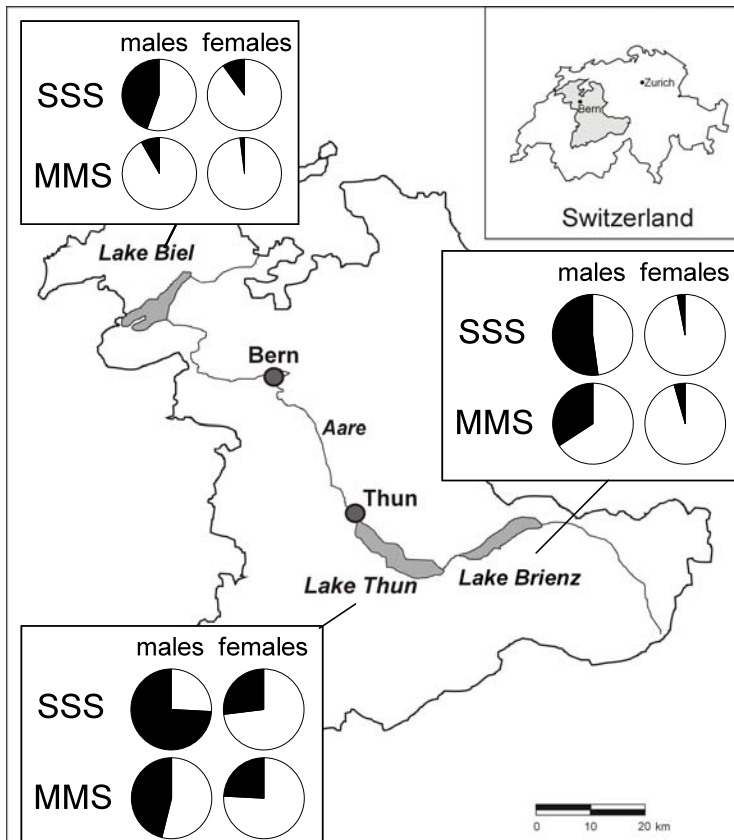 males females
SSS
MMS
Lake Biel
Zurich
Bern
Switzerland
males females
SSS
MMS
Bern
Aare
Thun
Lake Thun
Lake Brienz
males females
SSS
MMS
0 10 20 km